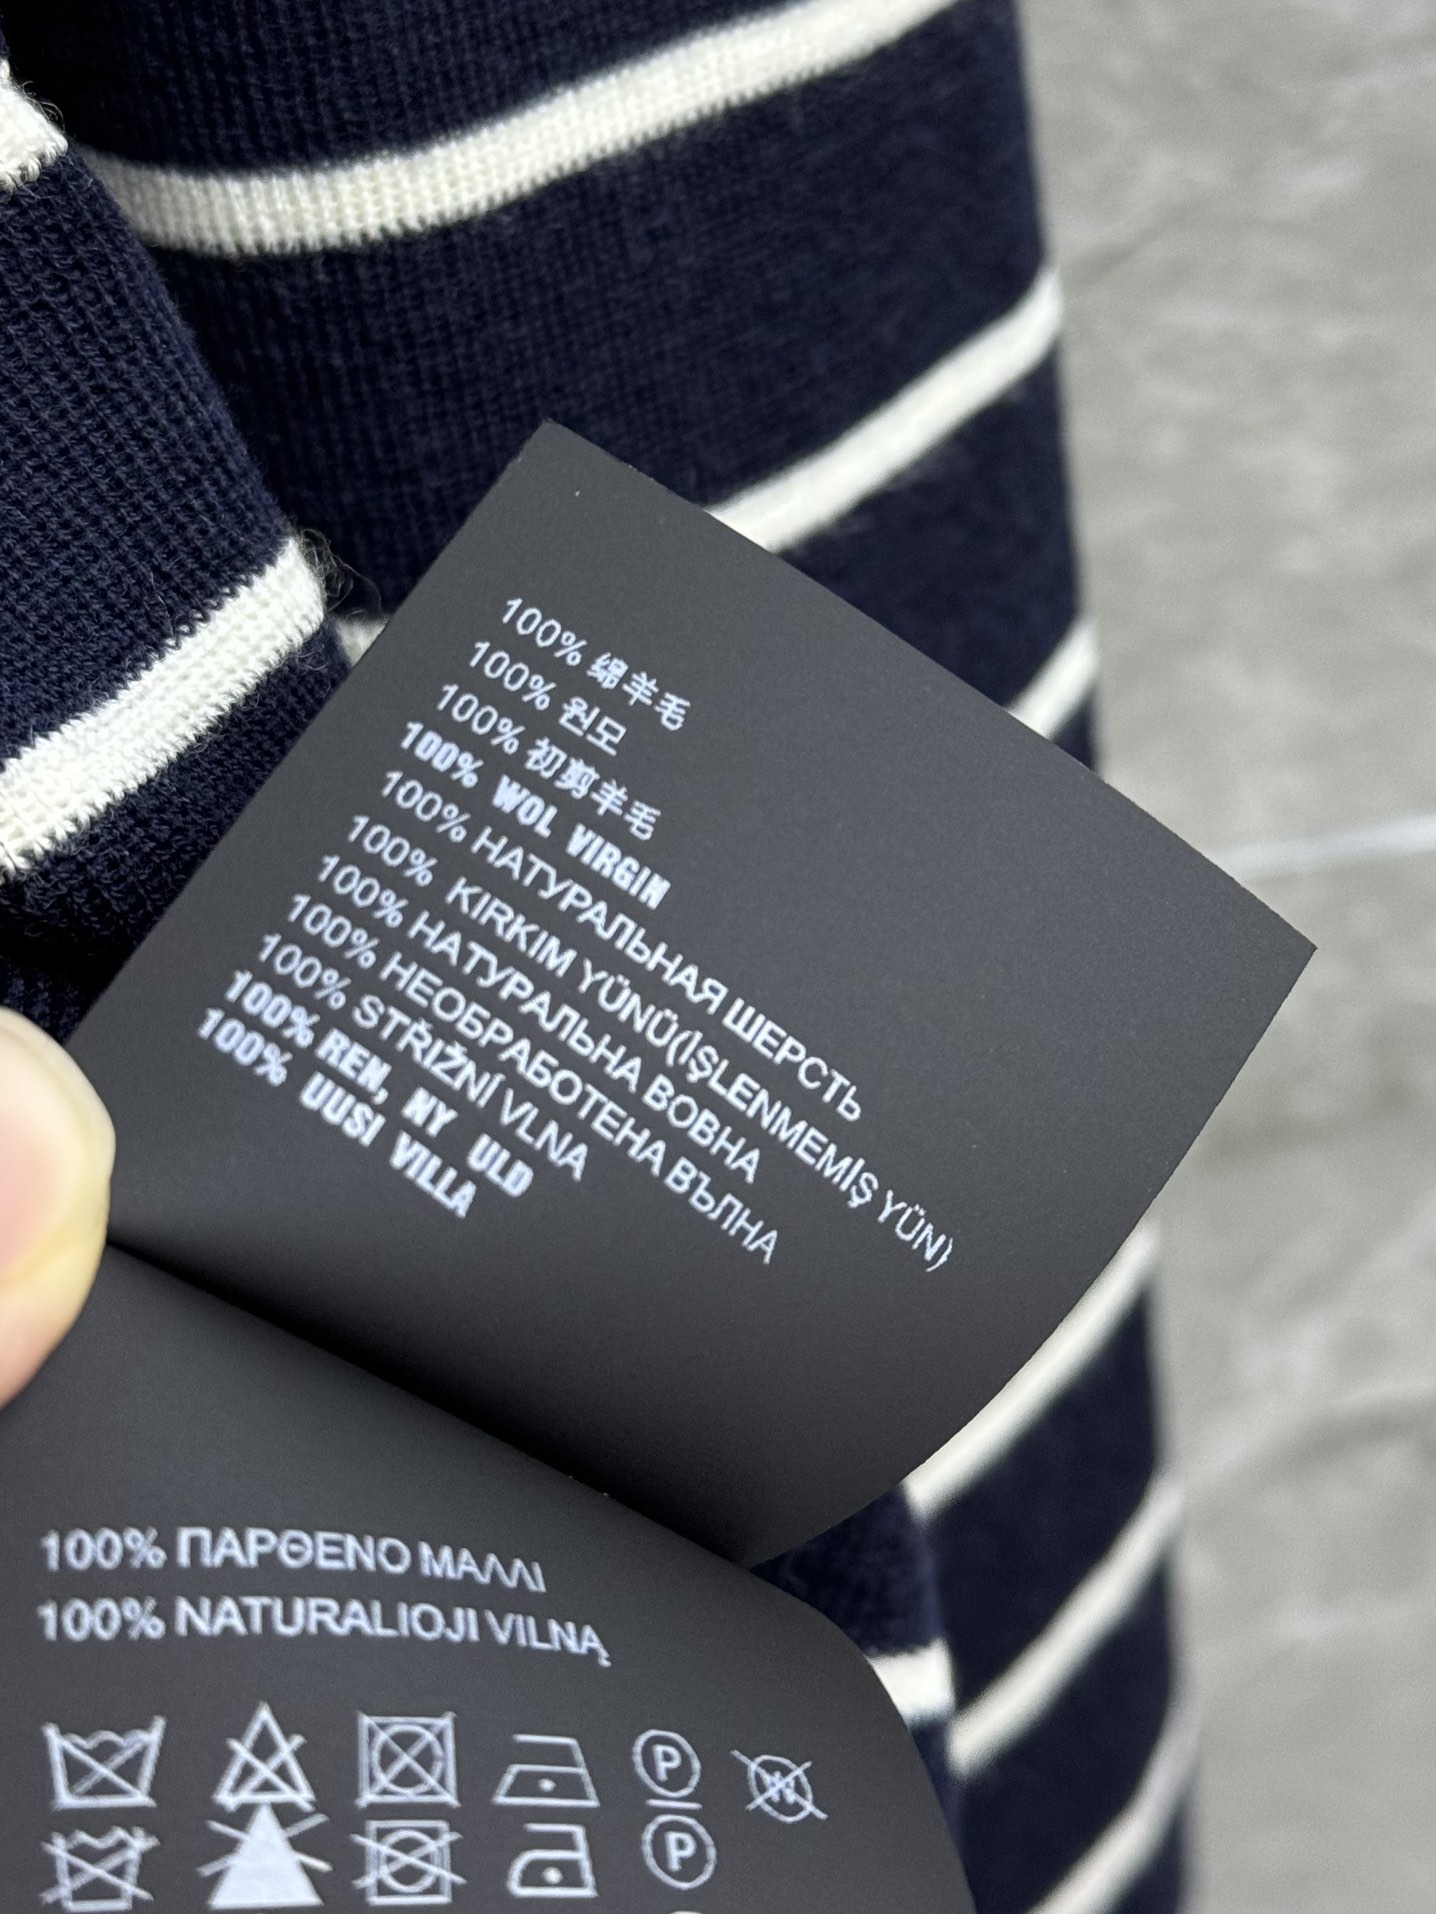 100% 绵羊毛
100% 원모
100% 初剪羊毛
100% WOL VIRGIN
100% НАТУРАЛЬНАЯ ШЕРСТЬ
100% KIRKIM YÜNÜ(İŞLENMEMİŞ YÜN)
100% НАТУРАЛЬНА ВОВНА
100% НЕОБРАБОТЕНА ВЪЛНА
100% STŘIŽNÍ VLNA
100% REN, NY ULD
100% UUSI VILLA
100% ΠΑΡΘΕΝΟ ΜΑΛΛΙ
100% NATURALIOJI VILNĄ
P W
P